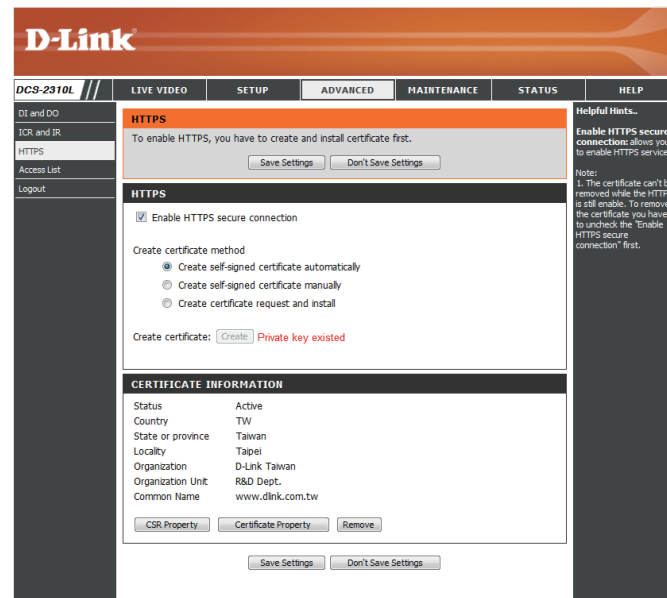 D-Link
DCS-2310L // LIVE VIDEO SETUP ADVANCED MAINTENANCE STATUS HELP
DI and DO
ICR and IR
HTTPS
Access List
Logout
HTTPS
To enable HTTPS, you have to create and install certificate first.
Save Settings Don't Save Settings
HTTPS
Enable HTTPS secure connection
Create certificate method
Create self-signed certificate automatically
Create self-signed certificate manually
Create certificate request and install
Create certificate: Create Private key existed
CERTIFICATE INFORMATION
Status Active
Country TW
State or province Taiwan
Locality Taipei
Organization D-Link Taiwan
Organization Unit R&D Dept.
Common Name www.dlink.com.tw
CSR Property Certificate Property Remove
Save Settings Don't Save Settings
Helpful Hints..
Enable HTTPS secure
connection: allows you
to enable HTTPS service
Note:
1. The certificate can't b
removed while the HTTP
is still enable. To remove
the certificate you have
to uncheck the "Enable
HTTPS secure
connection" first.